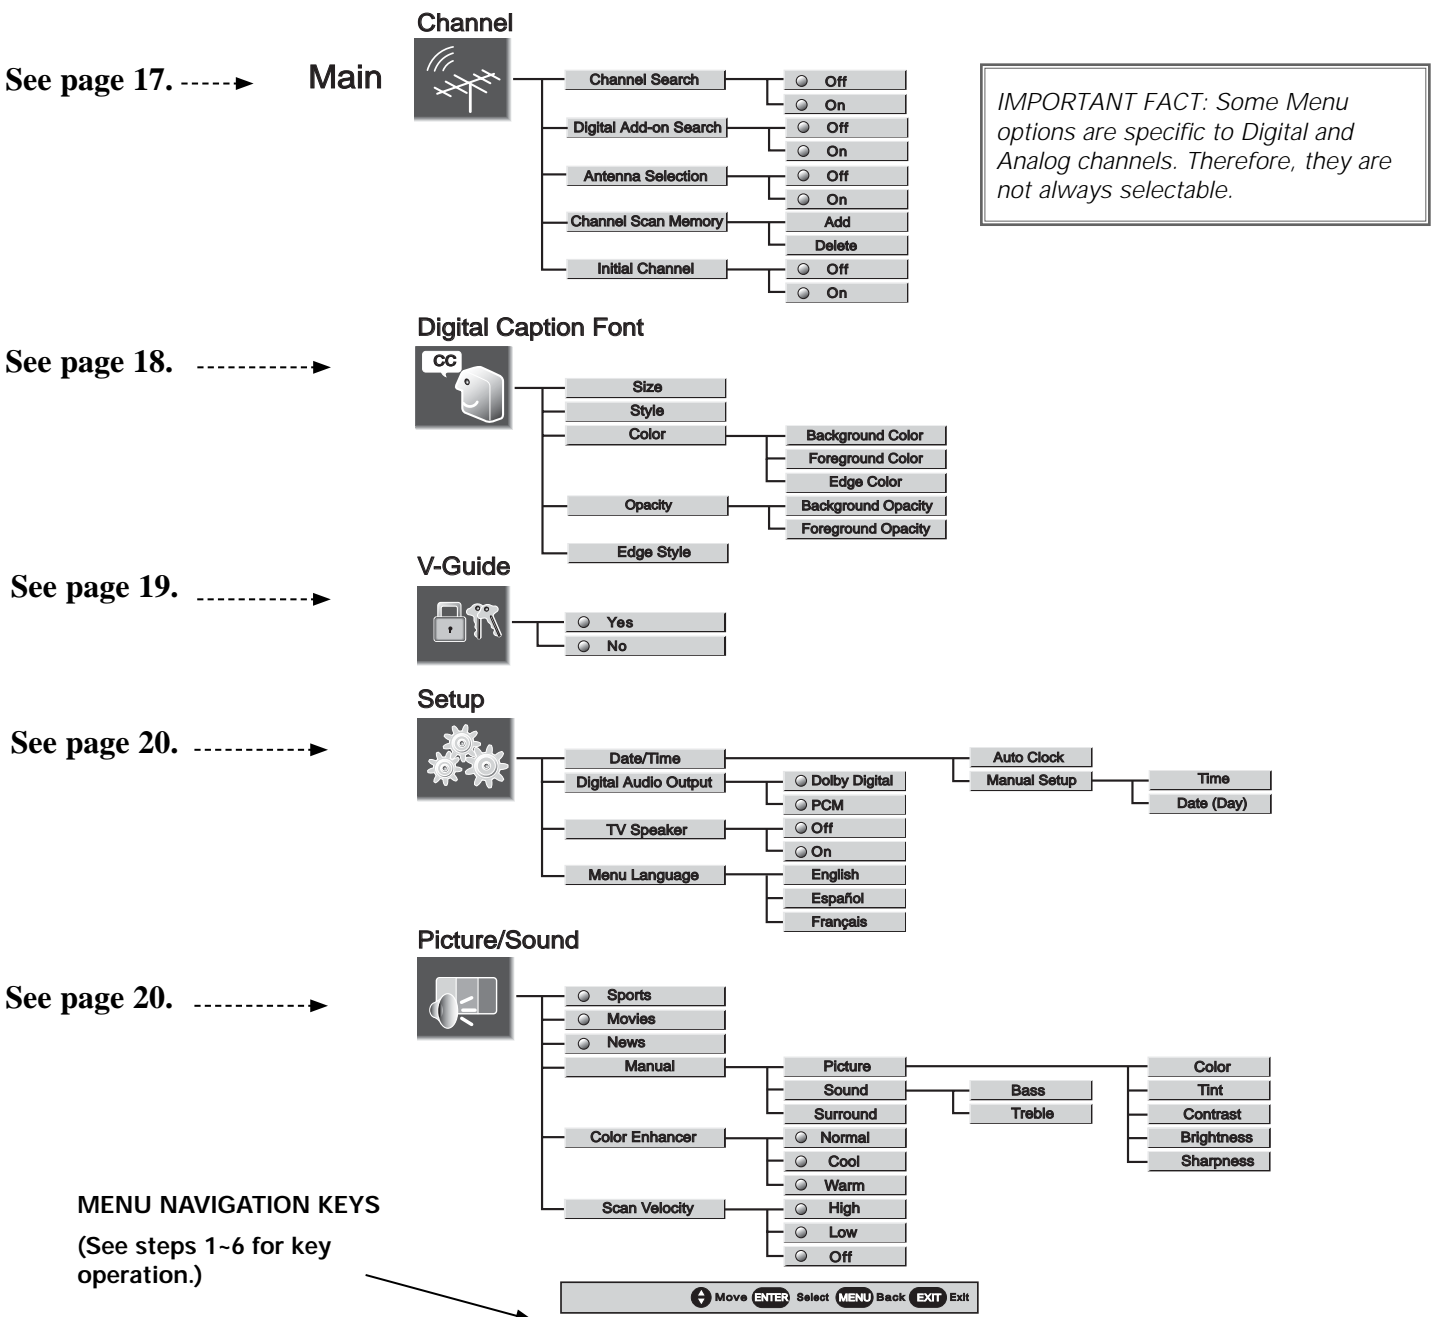 Channel
See page 17.
Main
Channel Search
Off
On
Digital Add-on Search
Off
On
Antenna Selection
Off
On
Channel Scan Memory
Add
Delete
Initial Channel
Off
On
IMPORTANT FACT: Some Menu
options are specific to Digital and
Analog channels. Therefore, they are
not always selectable.
Digital Caption Font
See page 18.
CC
Size
Style
Color
Background Color
Foreground Color
Edge Color
Opacity
Background Opacity
Foreground Opacity
Edge Style
V-Guide
See page 19.
Yes
No
Setup
See page 20.
Date/Time
Auto Clock
Manual Setup
Time
Date (Day)
Digital Audio Output
Dolby Digital
PCM
TV Speaker
Off
On
Menu Language
English
Español
Français
Picture/Sound
See page 20.
Sports
Movies
News
Manual
Picture
Color
Tint
Contrast
Brightness
Sharpness
Sound
Bass
Treble
Surround
Color Enhancer
Normal
Cool
Warm
Scan Velocity
High
Low
Off
MENU NAVIGATION KEYS
(See steps 1~6 for key
operation.)
Move ENTER Select MENU Back EXIT Exit